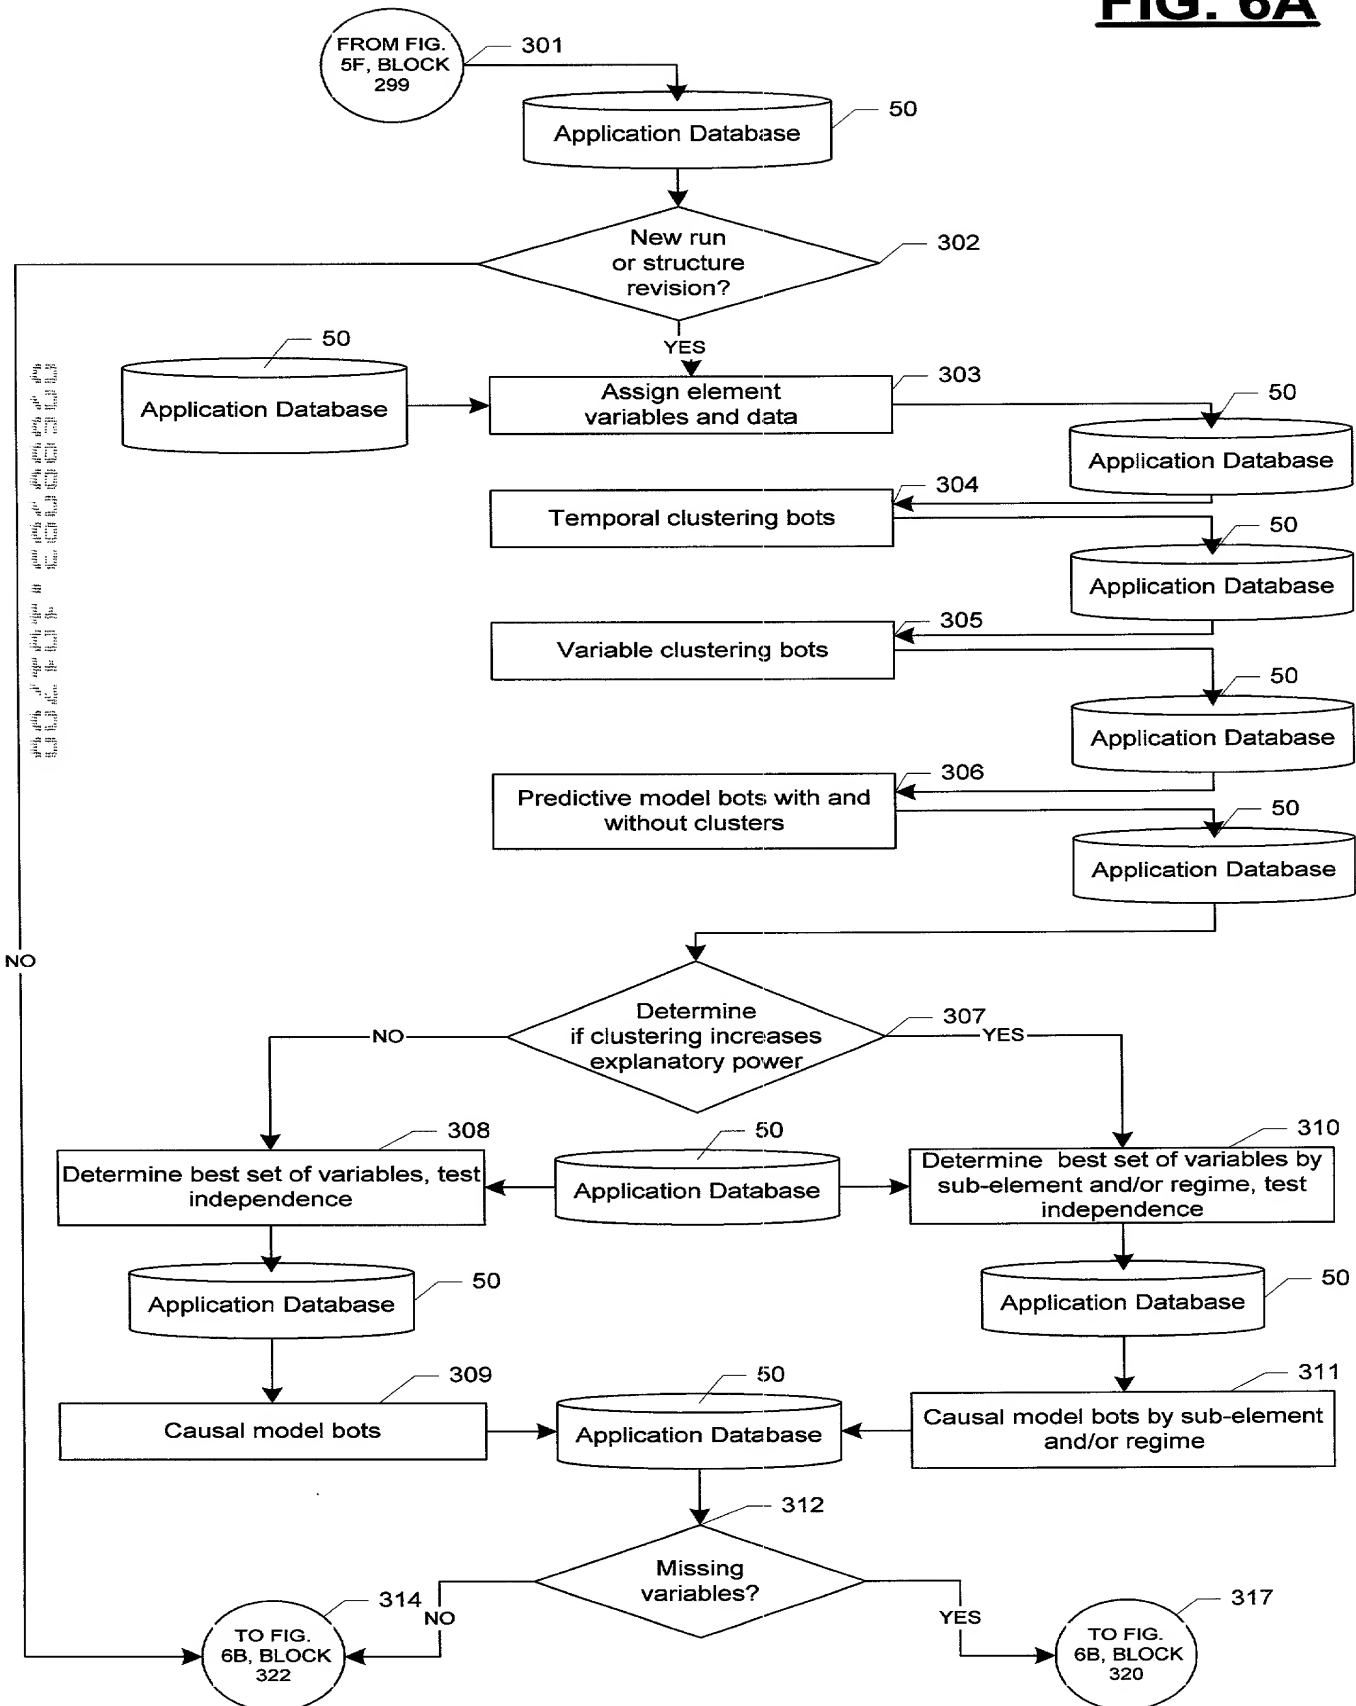 FIG. 6A
FROM FIG.
5F, BLOCK
299
301
50
Application Database
New run
or structure
revision?
302
YES
50
Application Database
Assign element
variables and data
303
50
Application Database
304
Temporal clustering bots
50
Application Database
305
Variable clustering bots
50
Application Database
306
Predictive model bots with and
without clusters
50
Application Database
NO
Determine
if clustering increases
explanatory power
307
NO
YES
308
Determine best set of variables, test
independence
50
Application Database
310
Determine best set of variables by
sub-element and/or regime, test
independence
50
Application Database
50
Application Database
309
Causal model bots
50
Application Database
311
Causal model bots by sub-element
and/or regime
312
Missing
variables?
314
NO
TO FIG.
6B, BLOCK
322
YES
317
TO FIG.
6B, BLOCK
320